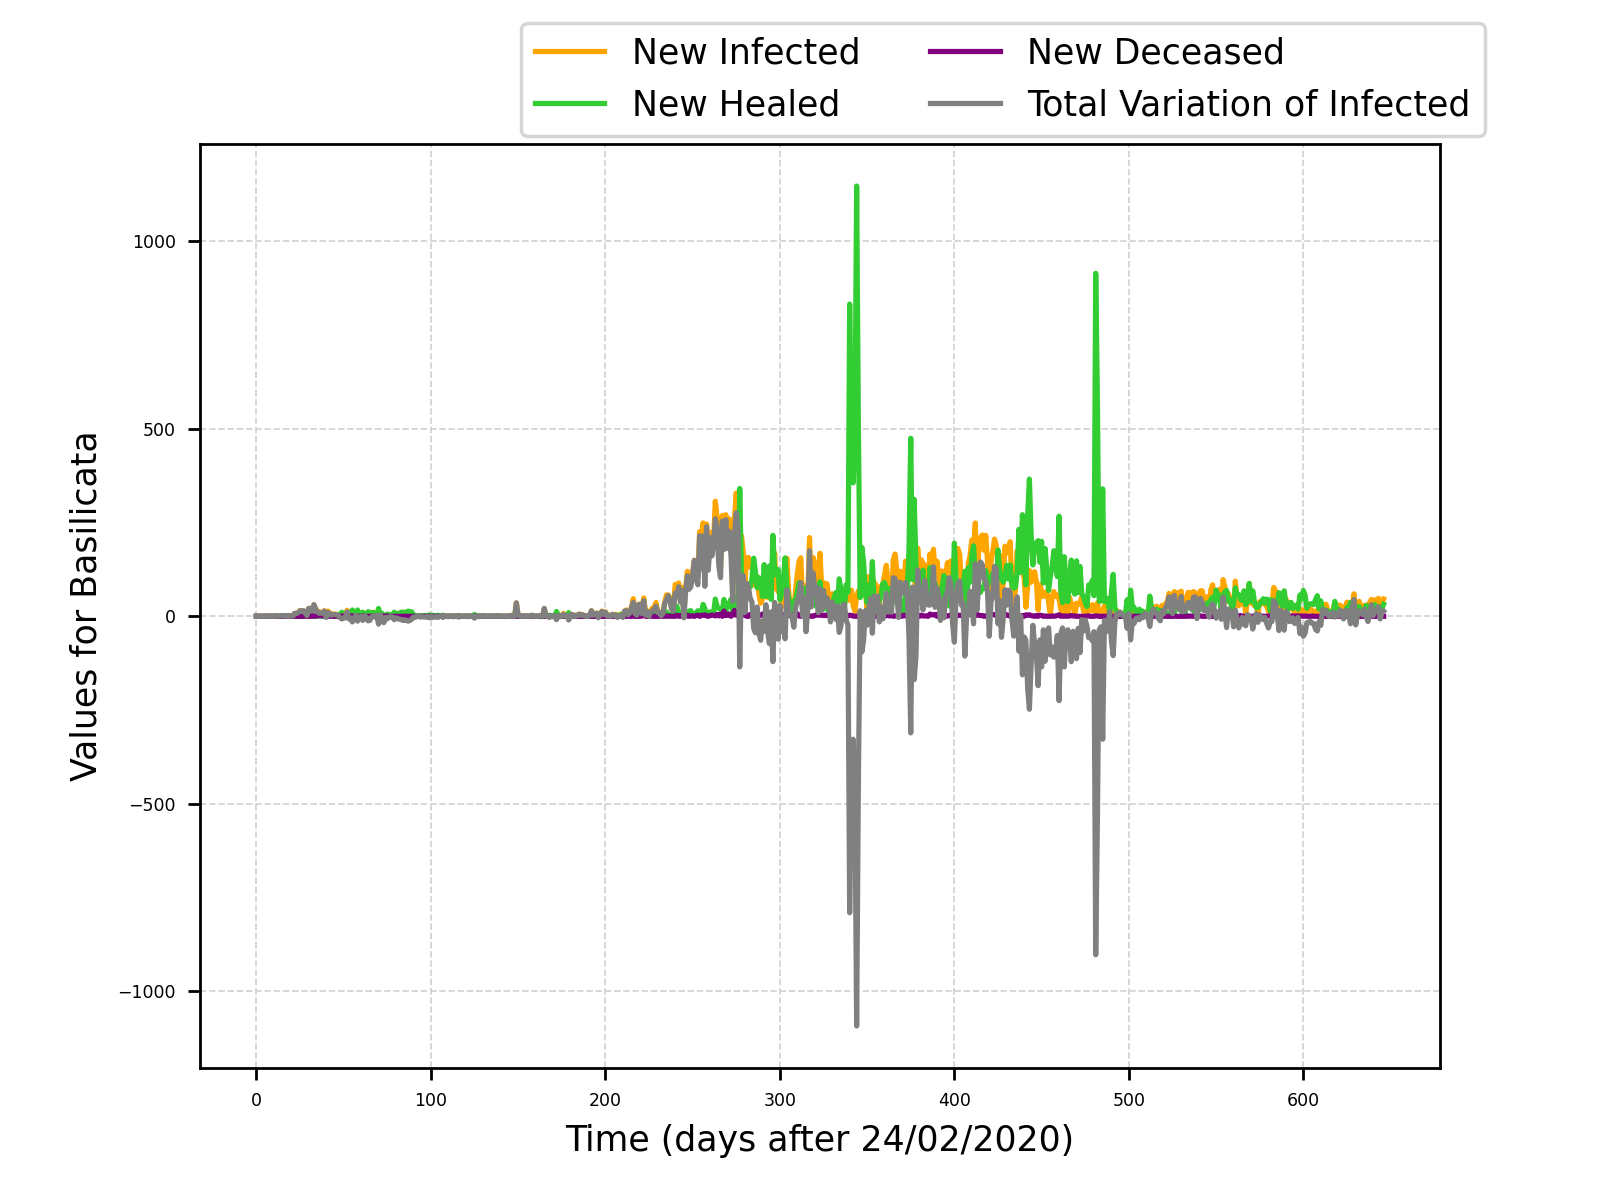 New Infected
New Healed
New Deceased
Total Variation of Infected
Values for Basilicata
1000
500
0
−500
−1000
0 100 200 300 400 500 600
Time (days after 24/02/2020)